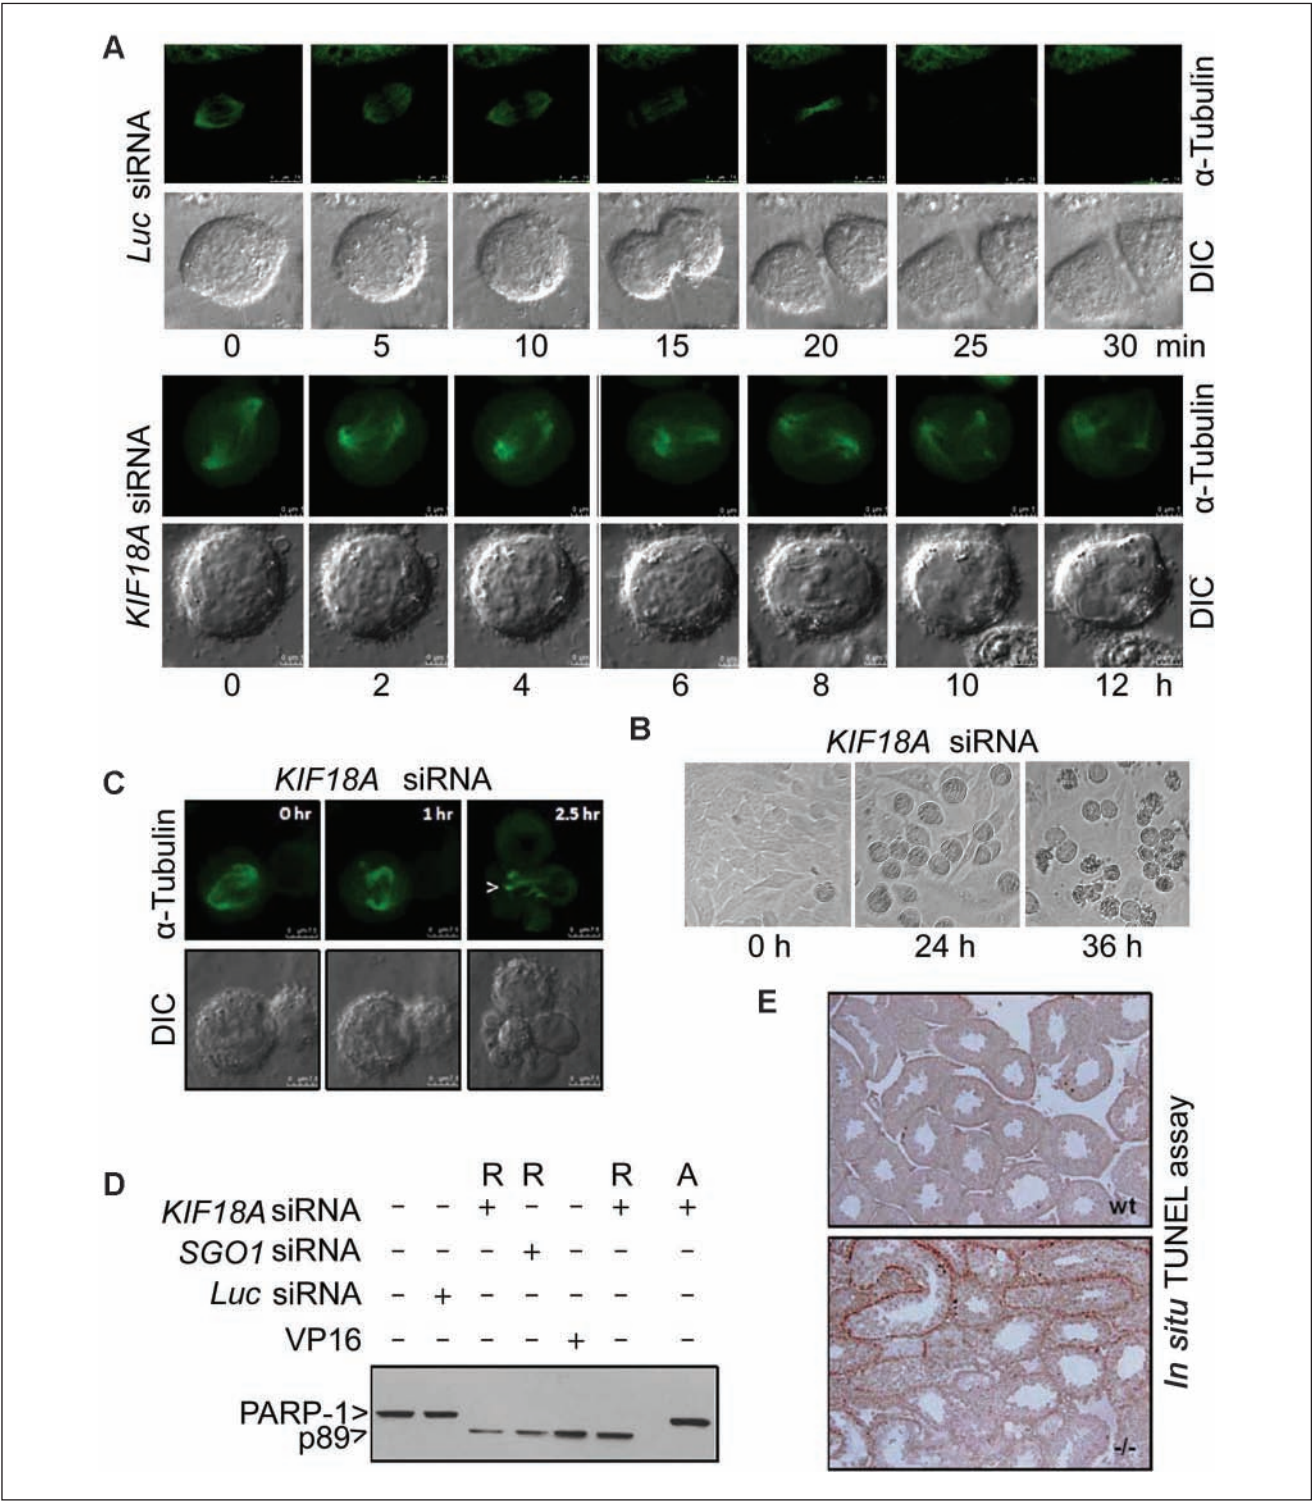 A
Luc siRNA
α-Tubulin
DIC
0 5 10 15 20 25 30 min
KIF18A siRNA
α-Tubulin
DIC
0 2 4 6 8 10 12 h
B
KIF18A siRNA
0 h 24 h 36 h
C
KIF18A siRNA
α-Tubulin
0 hr 1 hr 2.5 hr
>
DIC
D
R R R A
KIF18A siRNA – – + – – + +
SGO1 siRNA – – – + – – –
Luc siRNA – + – – – – –
VP16 – – – – + – –
PARP-1>
p89>
E
wt
-/-
In situ TUNEL assay